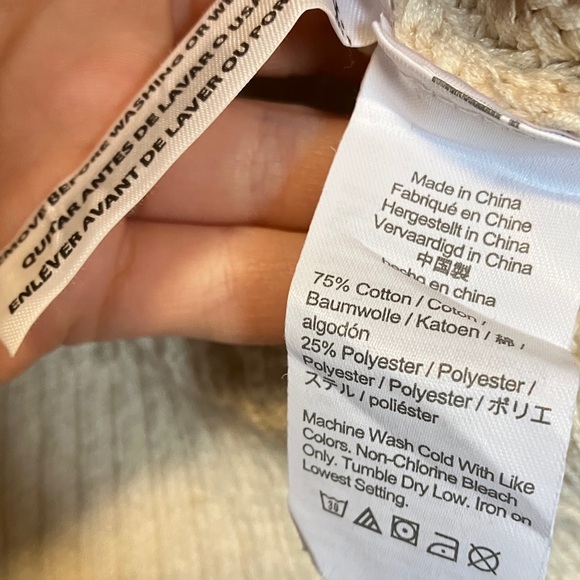 REMOVE BEFORE WASHING OR W
QUITAR ANTES DE LAVAR O USA
ENLEVER AVANT DE LAVER OU POR
Made in China
Fabriqué en Chine
Hergestellt in China
Vervaardigd in China
中国製
hecho en china
75% Cotton / Coton /
Baumwolle / Katoen / 綿 /
algodón
25% Polyester / Polyester /
Polyester / Polyester / ポリエ
ステル / poliéster
Machine Wash Cold With Like
Colors. Non-Chlorine Bleach
Only. Tumble Dry Low. Iron on
Lowest Setting.
30